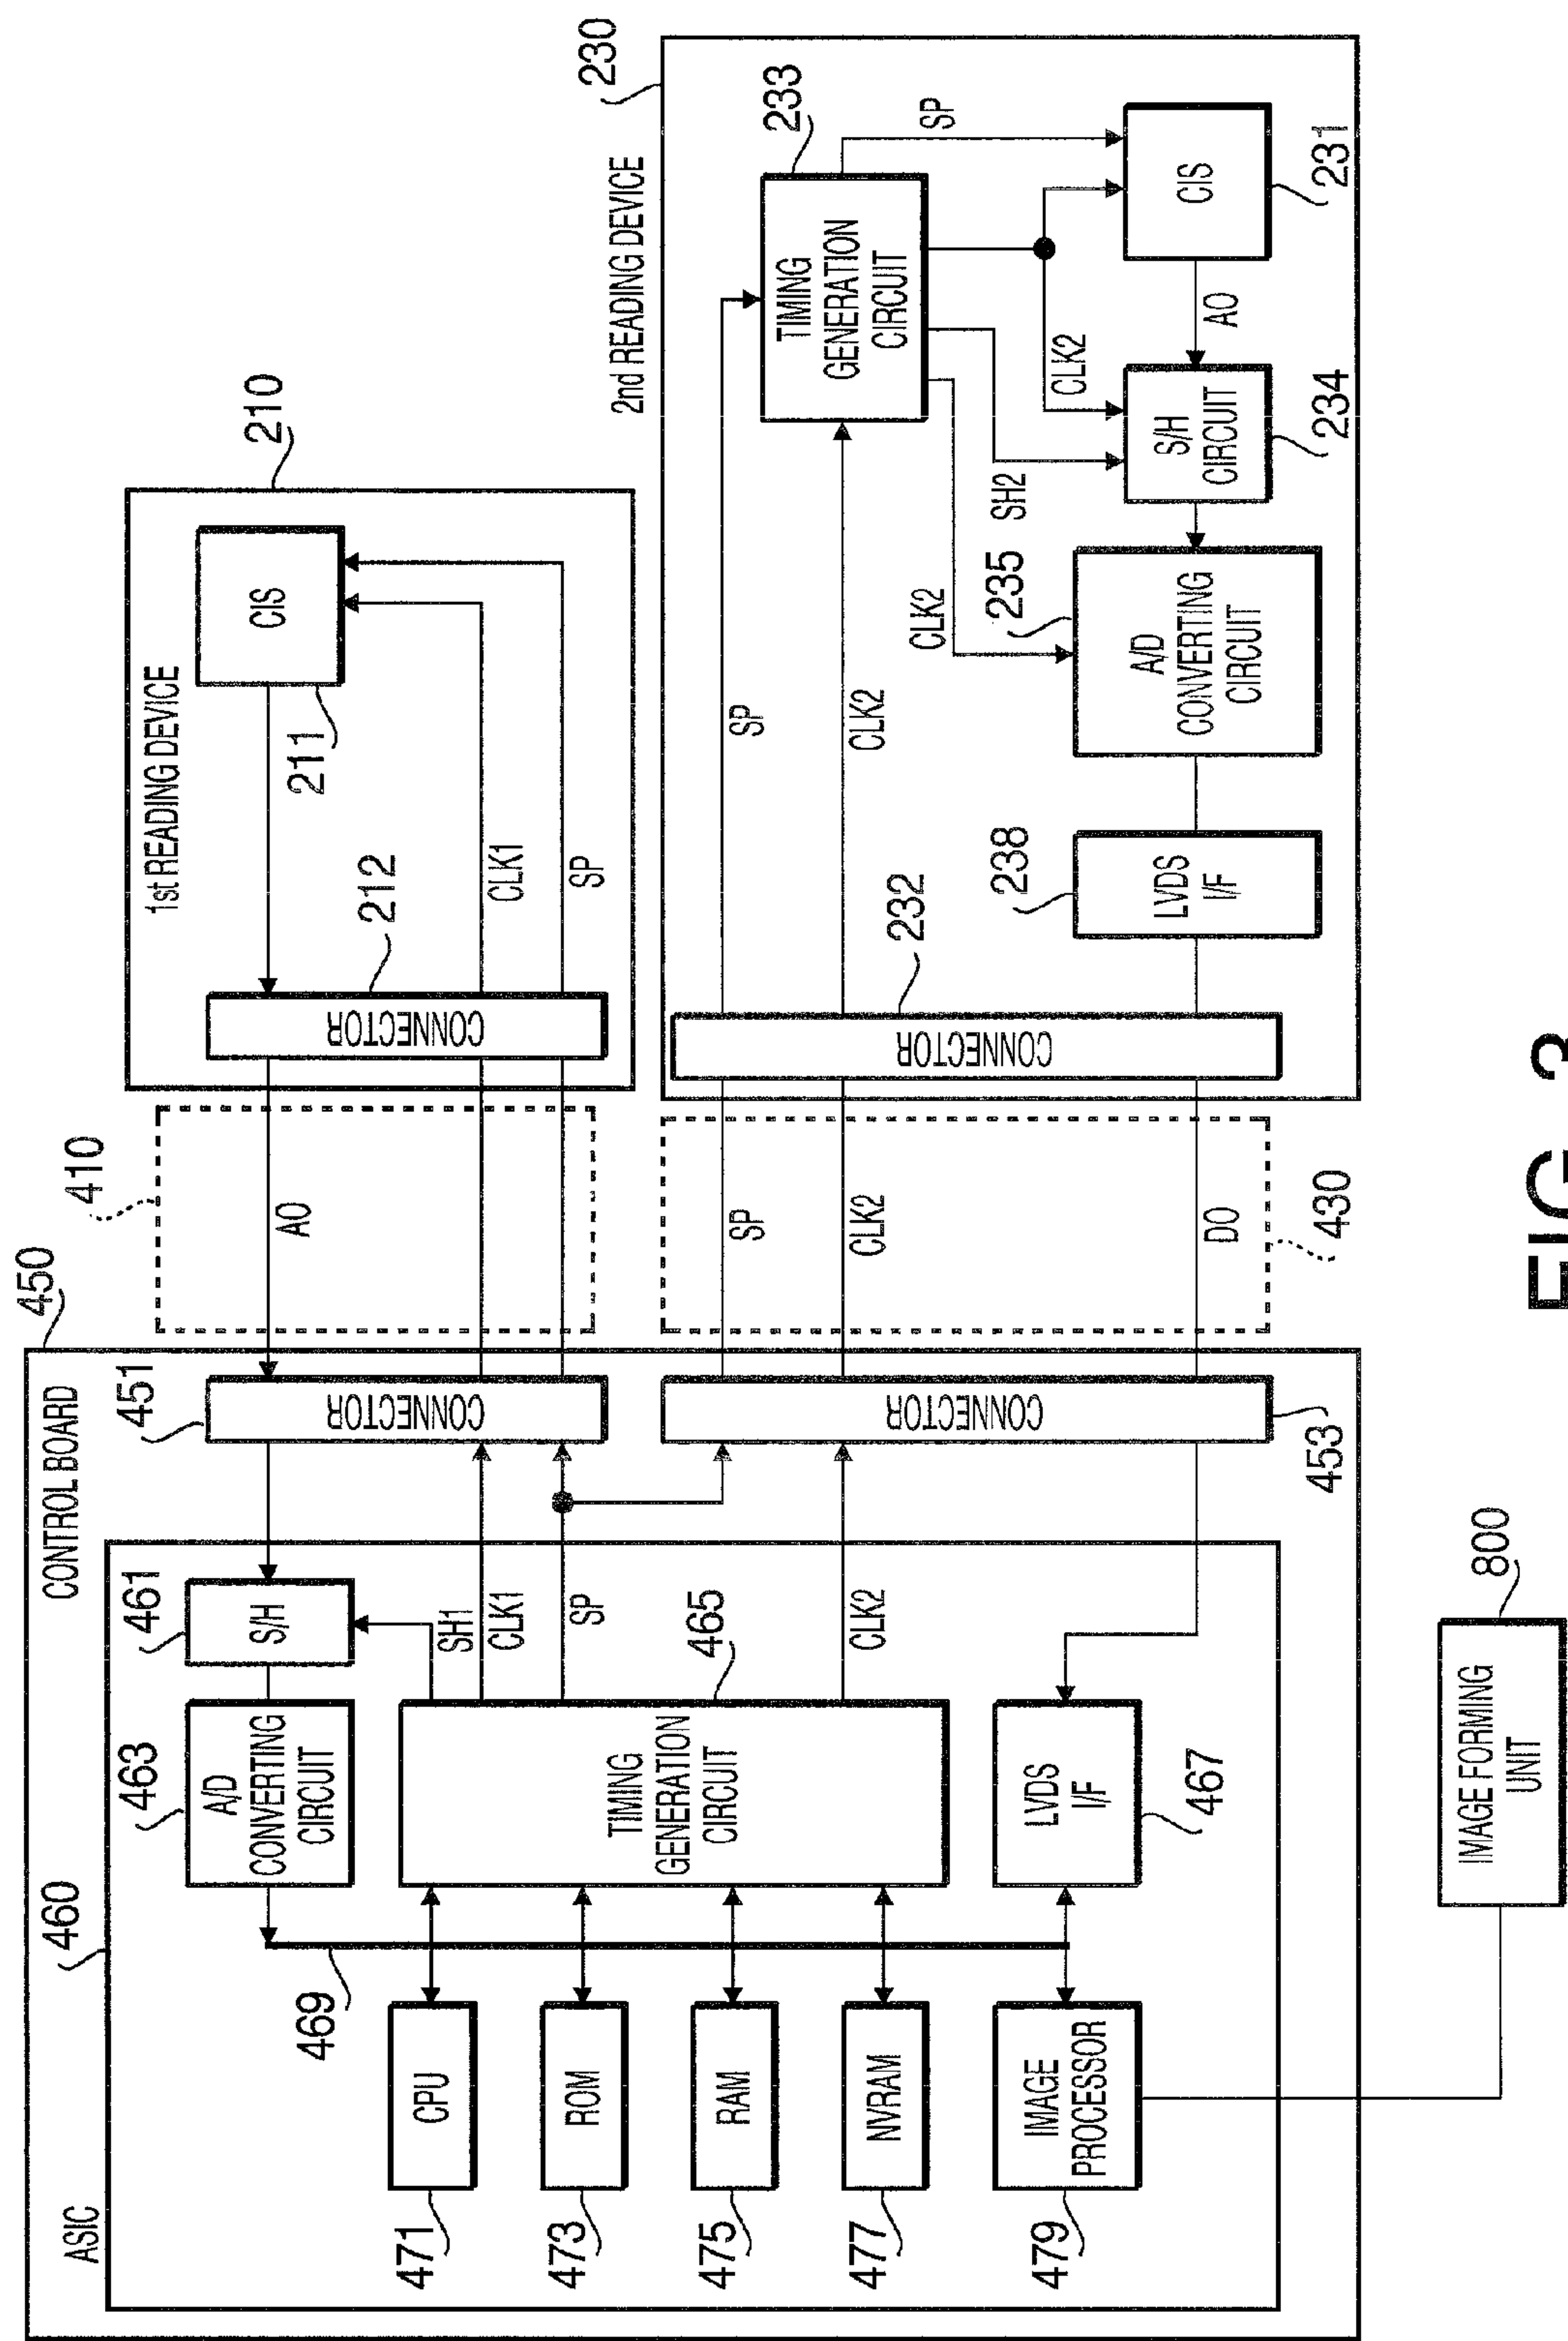 450
CONTROL BOARD
460
ASIC
463
A/D
CONVERTING
CIRCUIT
461
S/H
451
CONNECTOR
SH1
CLK1
SP
465
TIMING
GENERATION
CIRCUIT
CLK2
469
471
CPU
473
ROM
475
RAM
477
NVRAM
479
IMAGE
PROCESSOR
LVDS
I/F
467
CONNECTOR
453
800
IMAGE FORMING
UNIT
410
AO
SP
CLK2
DO
430
210
1st READING DEVICE
CIS
211
212
CONNECTOR
CLK1
SP
230
2nd READING DEVICE
232
CONNECTOR
SP
CLK2
233
TIMING
GENERATION
CIRCUIT
SP
CLK2
SH2
CLK2
CIS
231
AO
S/H
CIRCUIT
234
235
A/D
CONVERTING
CIRCUIT
238
LVDS
I/F
FIG. 3